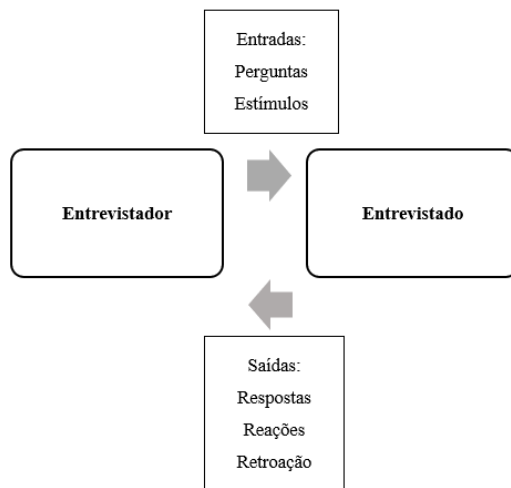 Entradas:
Perguntas
Estímulos
Entrevistador
Entrevistado
Saídas:
Respostas
Reações
Retroação